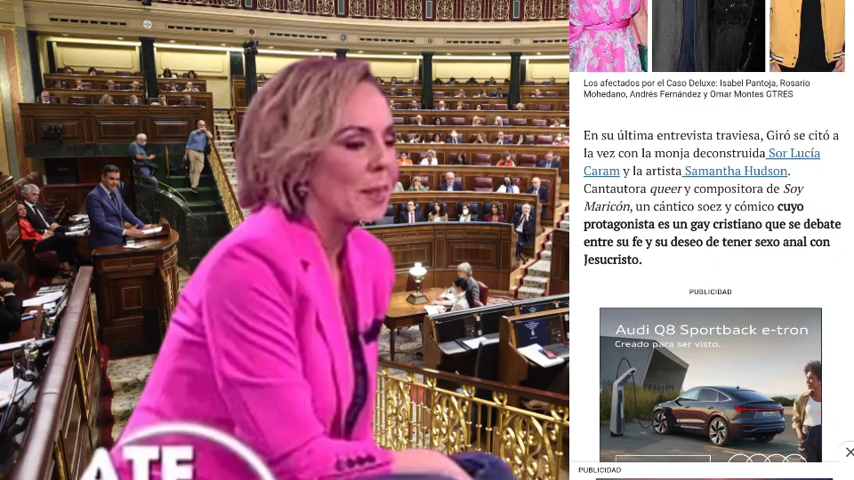 ATE
Los afectados por el Caso Deluxe: Isabel Pantoja, Rosario
Mohedano, Andrés Fernández y Omar Montes GTRES
En su última entrevista traviesa, Giró se citó a
la vez con la monja deconstruida Sor Lucía
Caram y la artista Samantha Hudson.
Cantautora queer y compositora de Soy
Maricón, un cántico soez y cómico cuyo
protagonista es un gay cristiano que se debate
entre su fe y su deseo de tener sexo anal con
Jesucristo.
PUBLICIDAD
Audi Q8 Sportback e-tron
Creado para ser visto.
PUBLICIDAD